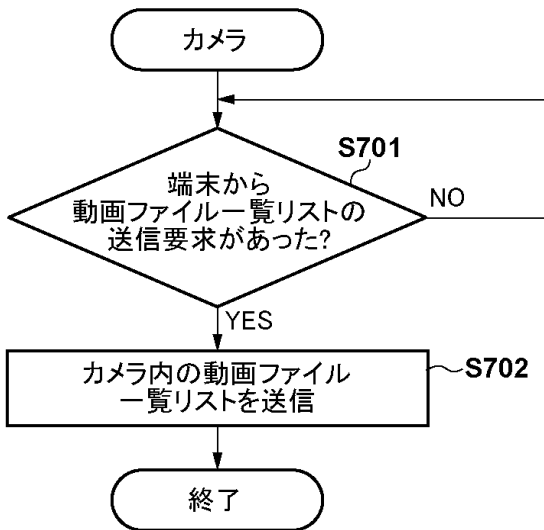 カメラ
S701
端末から
動画ファイル一覧リストの
送信要求があった?
NO
YES
カメラ内の動画ファイル
一覧リストを送信
S702
終了